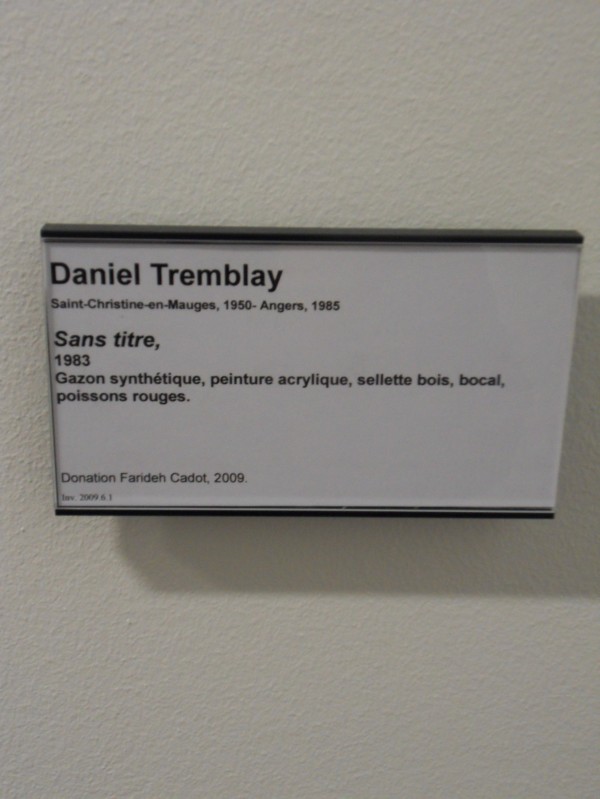 Daniel Tremblay
Saint-Christine-en-Mauges, 1950- Angers, 1985
Sans titre,
1983
Gazon synthétique, peinture acrylique, sellette bois, bocal,
poissons rouges.
Donation Farideh Cadot, 2009.
Inv. 2009.6.1